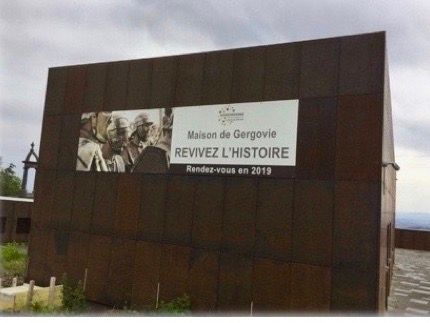 Maison de Gergovie
REVIVEZ L'HISTOIRE
Rendez-vous en 2019